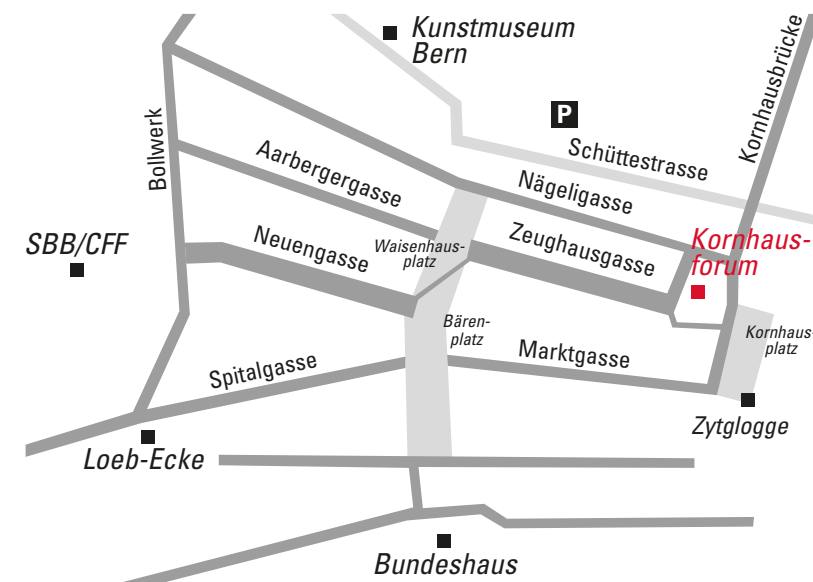 Kunstmuseum
Bern
P
Kornhausbrücke
Schüttestrasse
Bollwerk
Aarbergergasse
Nägeligasse
SBB/CFF
Neuengasse
Waisenhaus-
platz
Zeughausgasse
Kornhaus-
forum
Bären-
platz
Kornhaus-
platz
Spitalgasse
Marktgasse
Zytglogge
Loeb-Ecke
Bundeshaus